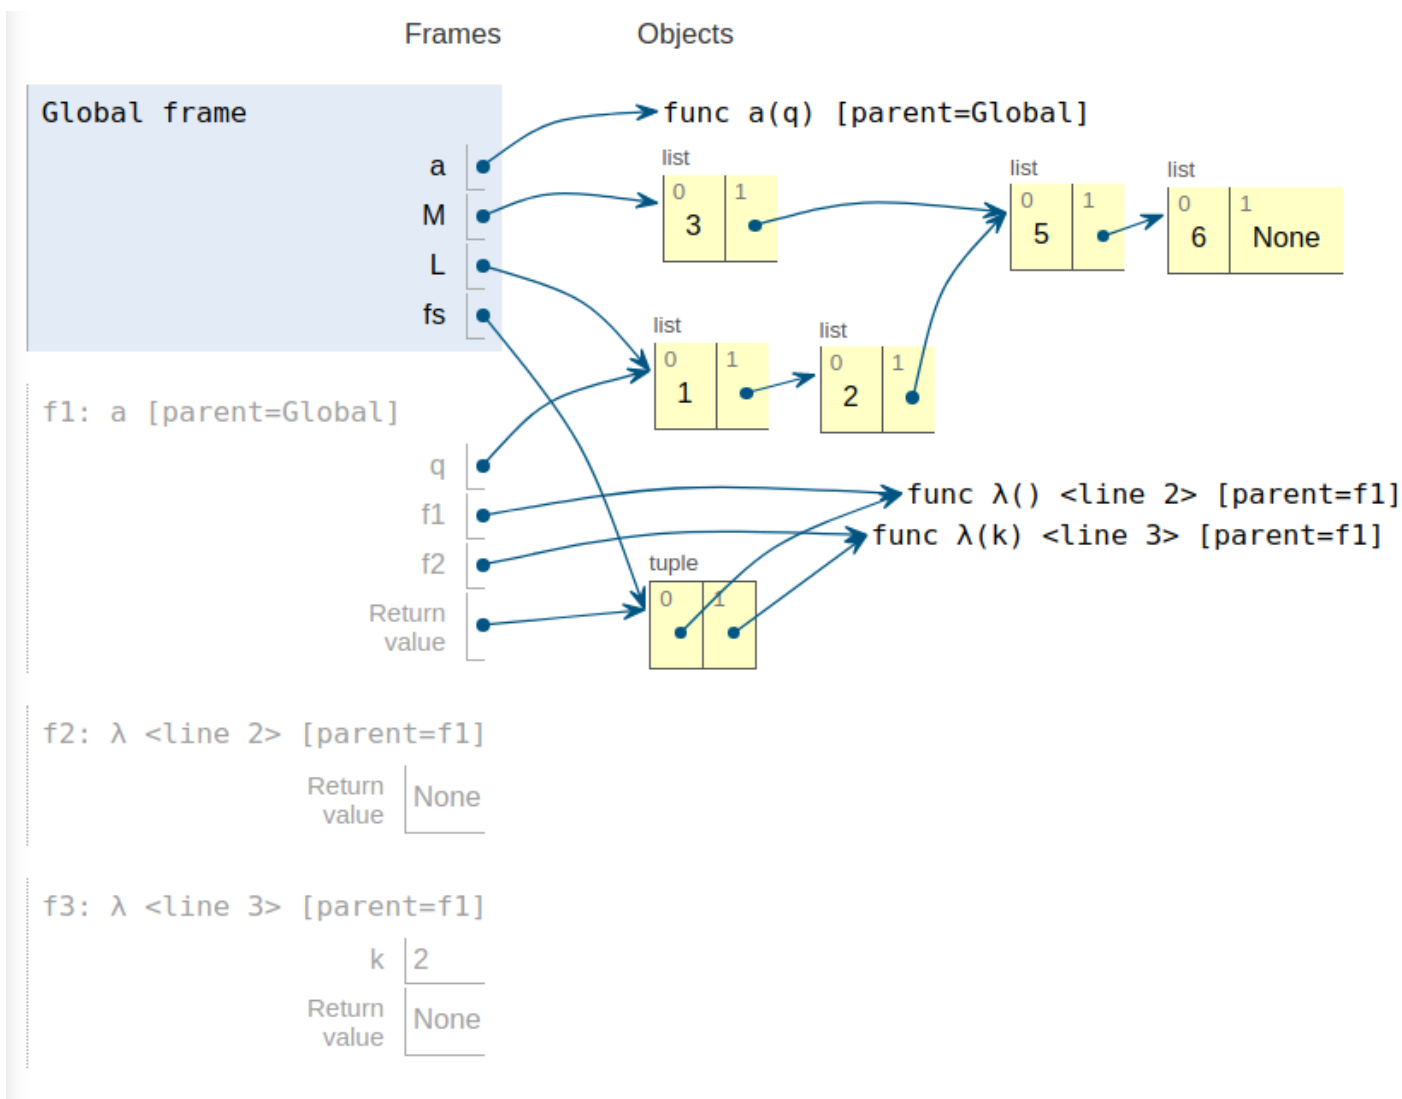 Frames Objects
Global frame
func a(q) [parent=Global]
a
M
L
fs
list
0 1
3
list
0 1
5
list
0 1
6 None
list
0 1
1
list
0 1
2
f1: a [parent=Global]
q
f1
f2
Return
value
func λ() <line 2> [parent=f1]
func λ(k) <line 3> [parent=f1]
tuple
0 1
f2: λ <line 2> [parent=f1]
Return
value
None
f3: λ <line 3> [parent=f1]
k 2
Return
value
None